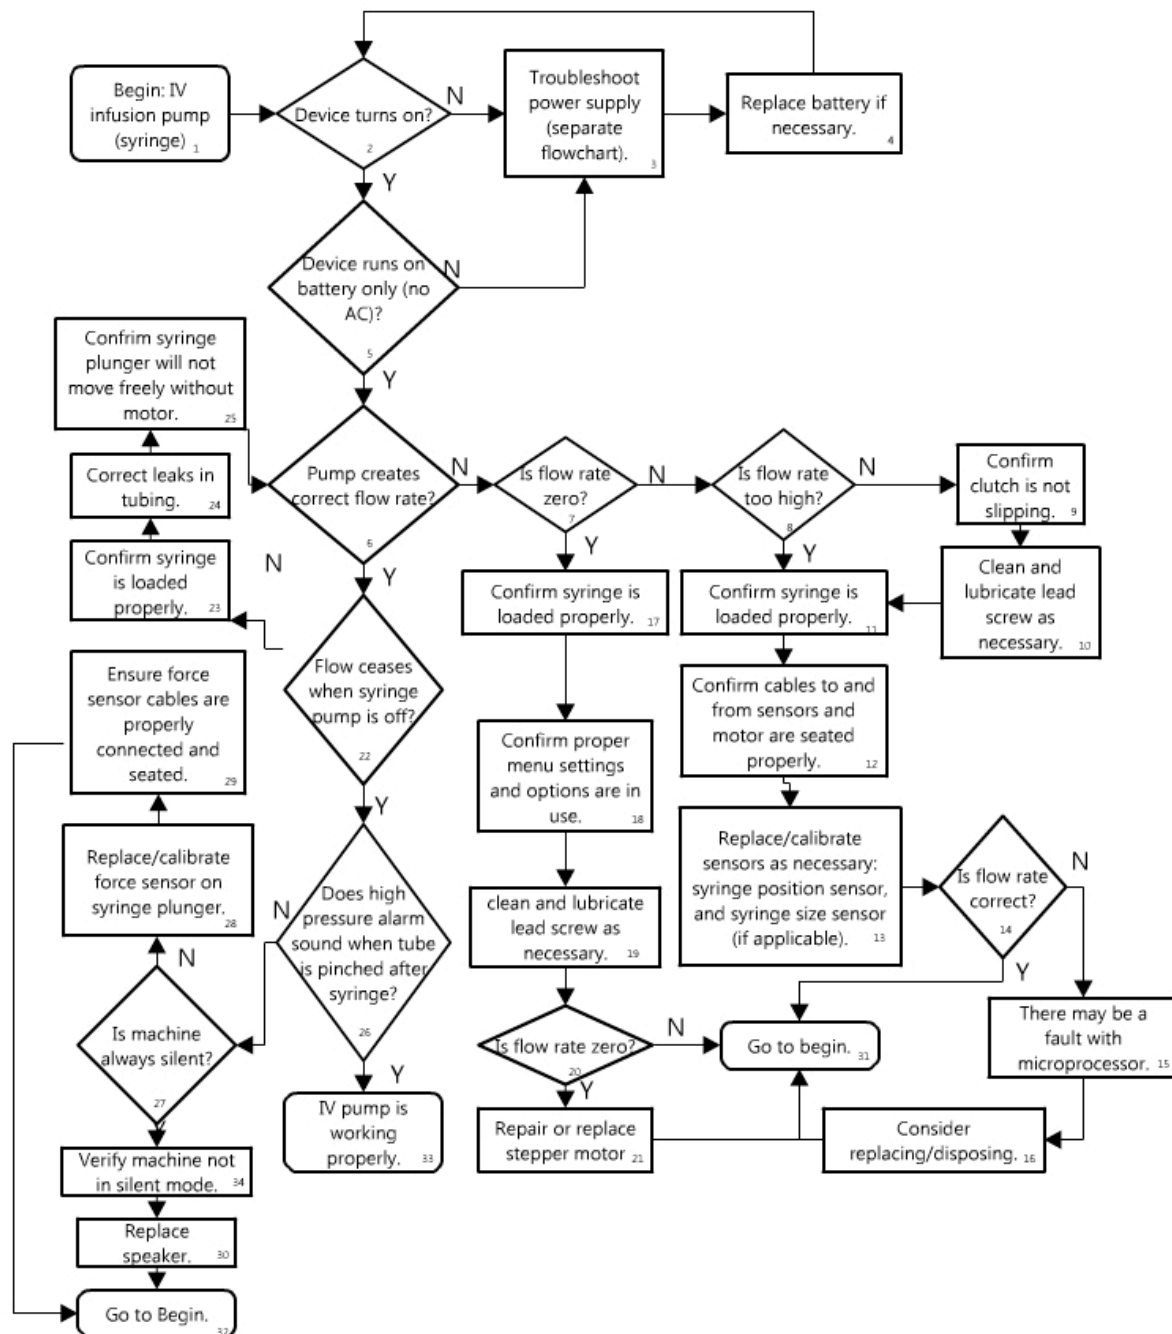 Begin: IV
infusion pump
(syringe) 1
Device turns on?
2
N
Y
Troubleshoot
power supply
(separate
flowchart).
3
Replace battery if
necessary.
4
Device runs on
battery only (no
AC)?
5
N
Y
Confrim syringe
plunger will not
move freely without
motor.
25
Correct leaks in
tubing.
24
Confirm syringe
is loaded
properly. 23
N
Pump creates
correct flow rate?
6
N
Y
Is flow rate
zero?
7
N
Y
Is flow rate
too high?
8
N
Y
Confirm
clutch is not
slipping. 9
Clean and
lubricate lead
screw as
necessary. 10
Confirm syringe is
loaded properly. 17
Confirm syringe is
loaded properly. 11
Confirm cables to and
from sensors and
motor are seated
properly. 12
Confirm proper
menu settings
and options are in
use. 18
Replace/calibrate
sensors as necessary:
syringe position sensor,
and syringe size sensor
(if applicable). 13
Is flow rate
correct?
14
N
Y
There may be a
fault with
microprocessor. 15
Consider
replacing/disposing. 16
clean and lubricate
lead screw as
necessary. 19
Is flow rate zero?
20
N
Y
Go to begin. 31
Repair or replace
stepper motor 21
Flow ceases
when syringe
pump is off?
22
Y
Ensure force
sensor cables are
properly
connected and
seated. 29
Replace/calibrate
force sensor on
syringe plunger. 28
Does high
pressure alarm
sound when tube
is pinched after
syringe?
26
N
Y
IV pump is
working
properly. 33
Is machine
always silent?
27
N
Y
Verify machine not
in silent mode. 34
Replace
speaker. 30
Go to Begin.
32